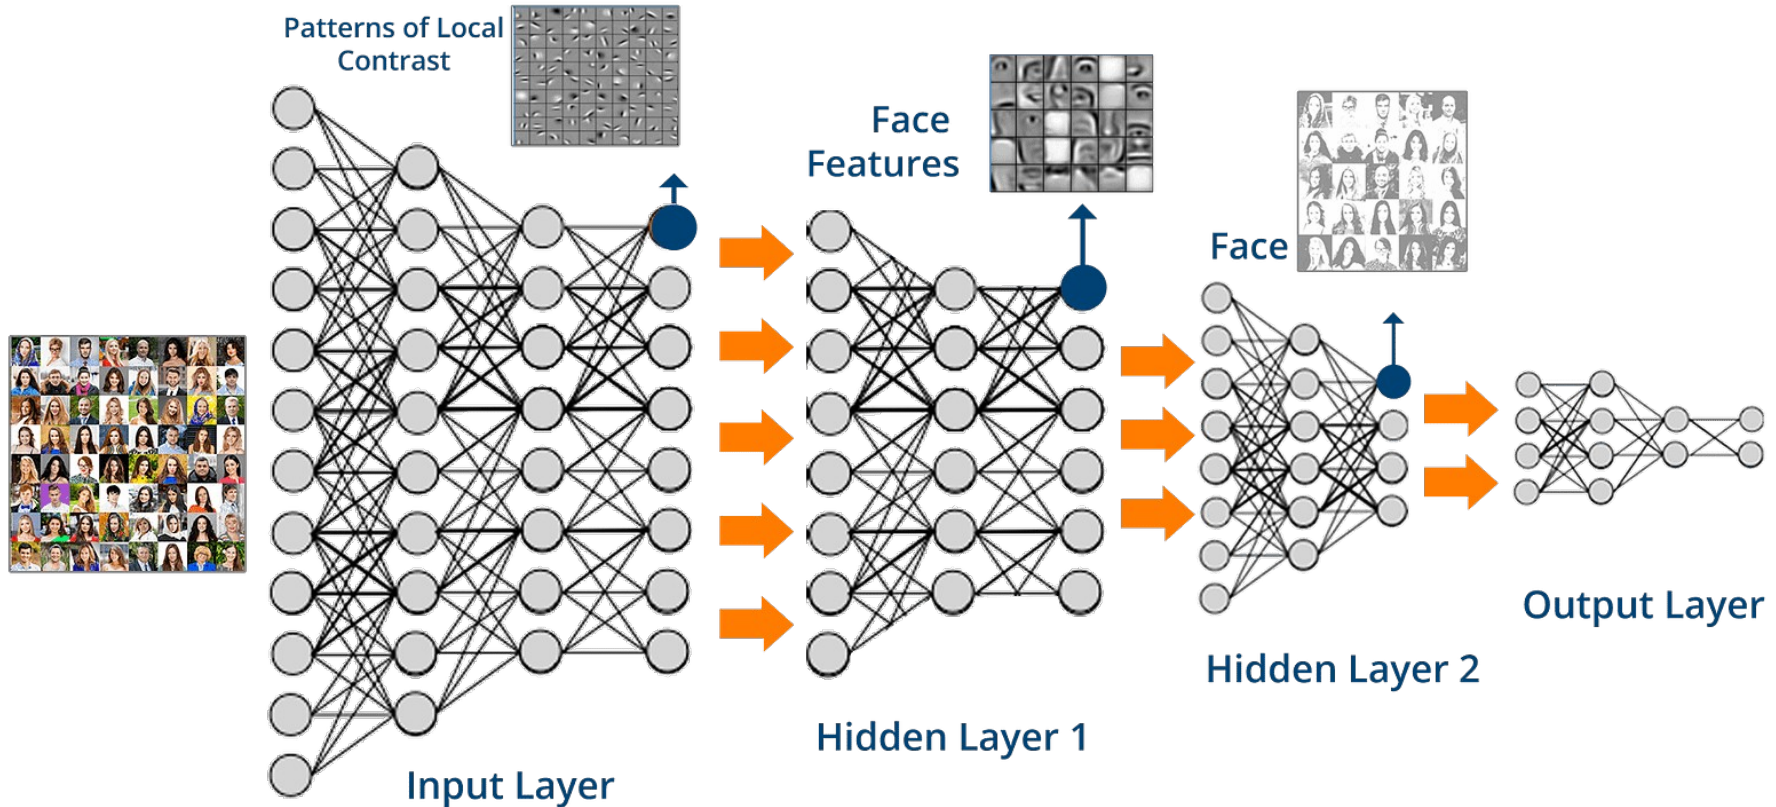 Patterns of Local
Contrast
Face
Features
Face
Input Layer
Hidden Layer 1
Hidden Layer 2
Output Layer